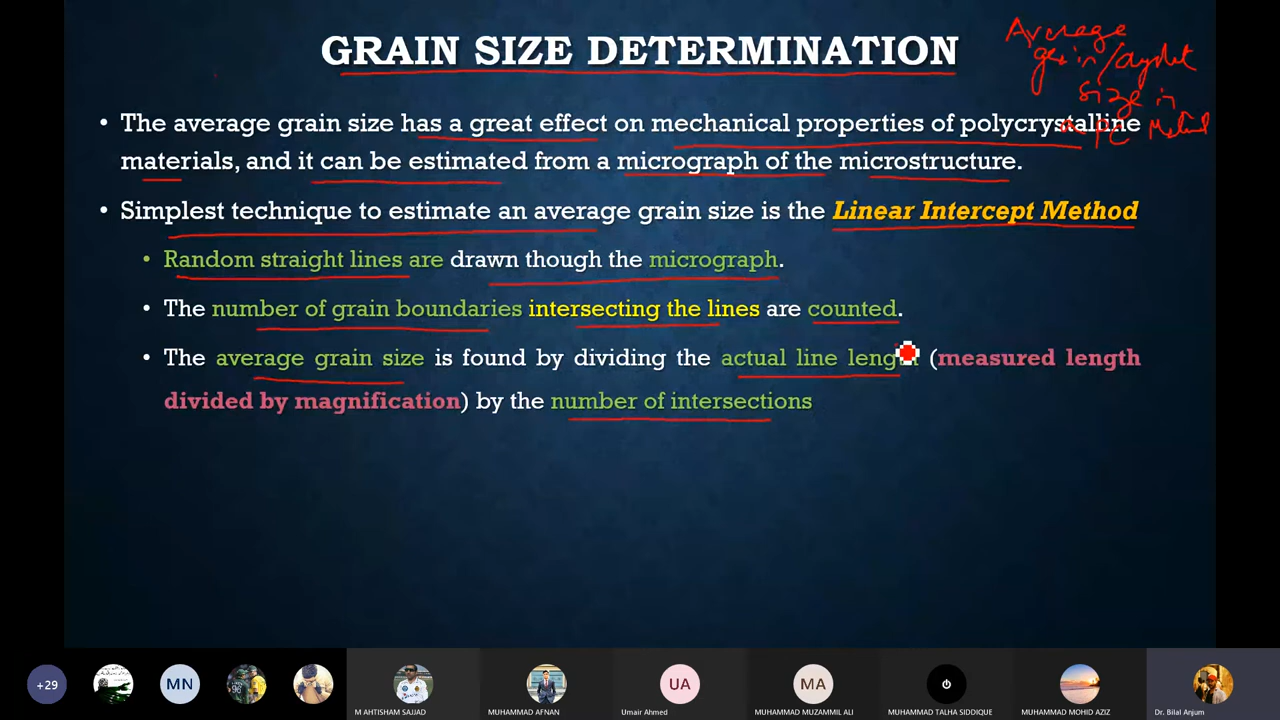 GRAIN SIZE DETERMINATION
Average
grain/
size in
PC
• The average grain size has a great effect on mechanical properties of polycrystalline
materials, and it can be estimated from a micrograph of the microstructure.
• Simplest technique to estimate an average grain size is the Linear Intercept Method
• Random straight lines are drawn though the micrograph.
• The number of grain boundaries intersecting the lines are counted.
• The average grain size is found by dividing the actual line (measured length
divided by magnification) by the number of intersections
+29
MN
UA
MA
M AHTISHAM SAJJAD
MUHAMMAD AFNAN
Umair Ahmed
MUHAMMAD MUZAMMIL ALI
MUHAMMAD TALHA SIDDIQUE
MUHAMMAD MOHID AZIZ
Dr. Bilal Anjum